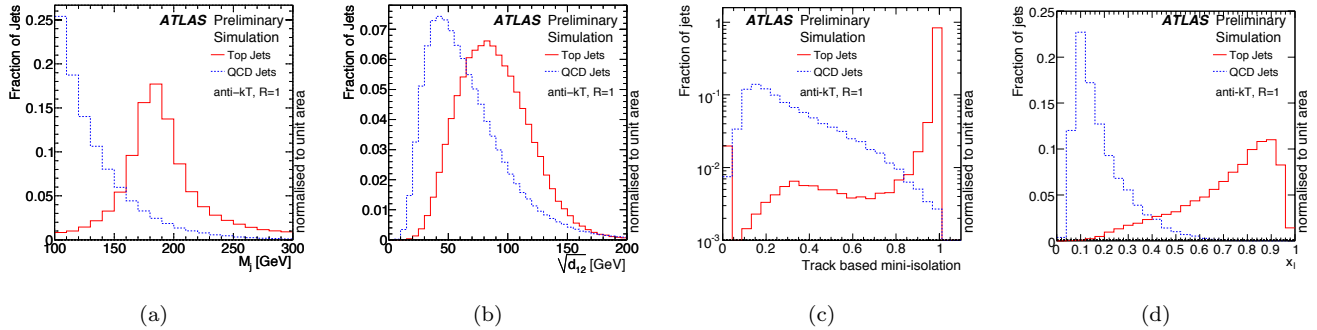 Fraction of Jets
0.25
0.2
0.15
0.1
0.05
0
100 150 200 250 300
M_j [GeV]
ATLAS Preliminary
Simulation
Top Jets
QCD Jets
anti-kT, R=1
normalised to unit area
(a)
Fraction of Jets
0.07
0.06
0.05
0.04
0.03
0.02
0.01
0
0 50 100 150 200
√d_12 [GeV]
ATLAS Preliminary
Simulation
Top Jets
QCD Jets
anti-kT, R=1
normalised to unit area
(b)
Fraction of jets
1
10^-1
10^-2
10^-3
0 0.2 0.4 0.6 0.8 1
Track based mini-isolation
ATLAS Preliminary
Simulation
Top Jets
QCD Jets
anti-kT, R=1
normalised to unit area
(c)
Fraction of jets
0.25
0.2
0.15
0.1
0.05
0
0 0.1 0.2 0.3 0.4 0.5 0.6 0.7 0.8 0.9 1
x_l
ATLAS Preliminary
Simulation
Top Jets
QCD Jets
anti-kT, R=1
normalised to unit area
(d)